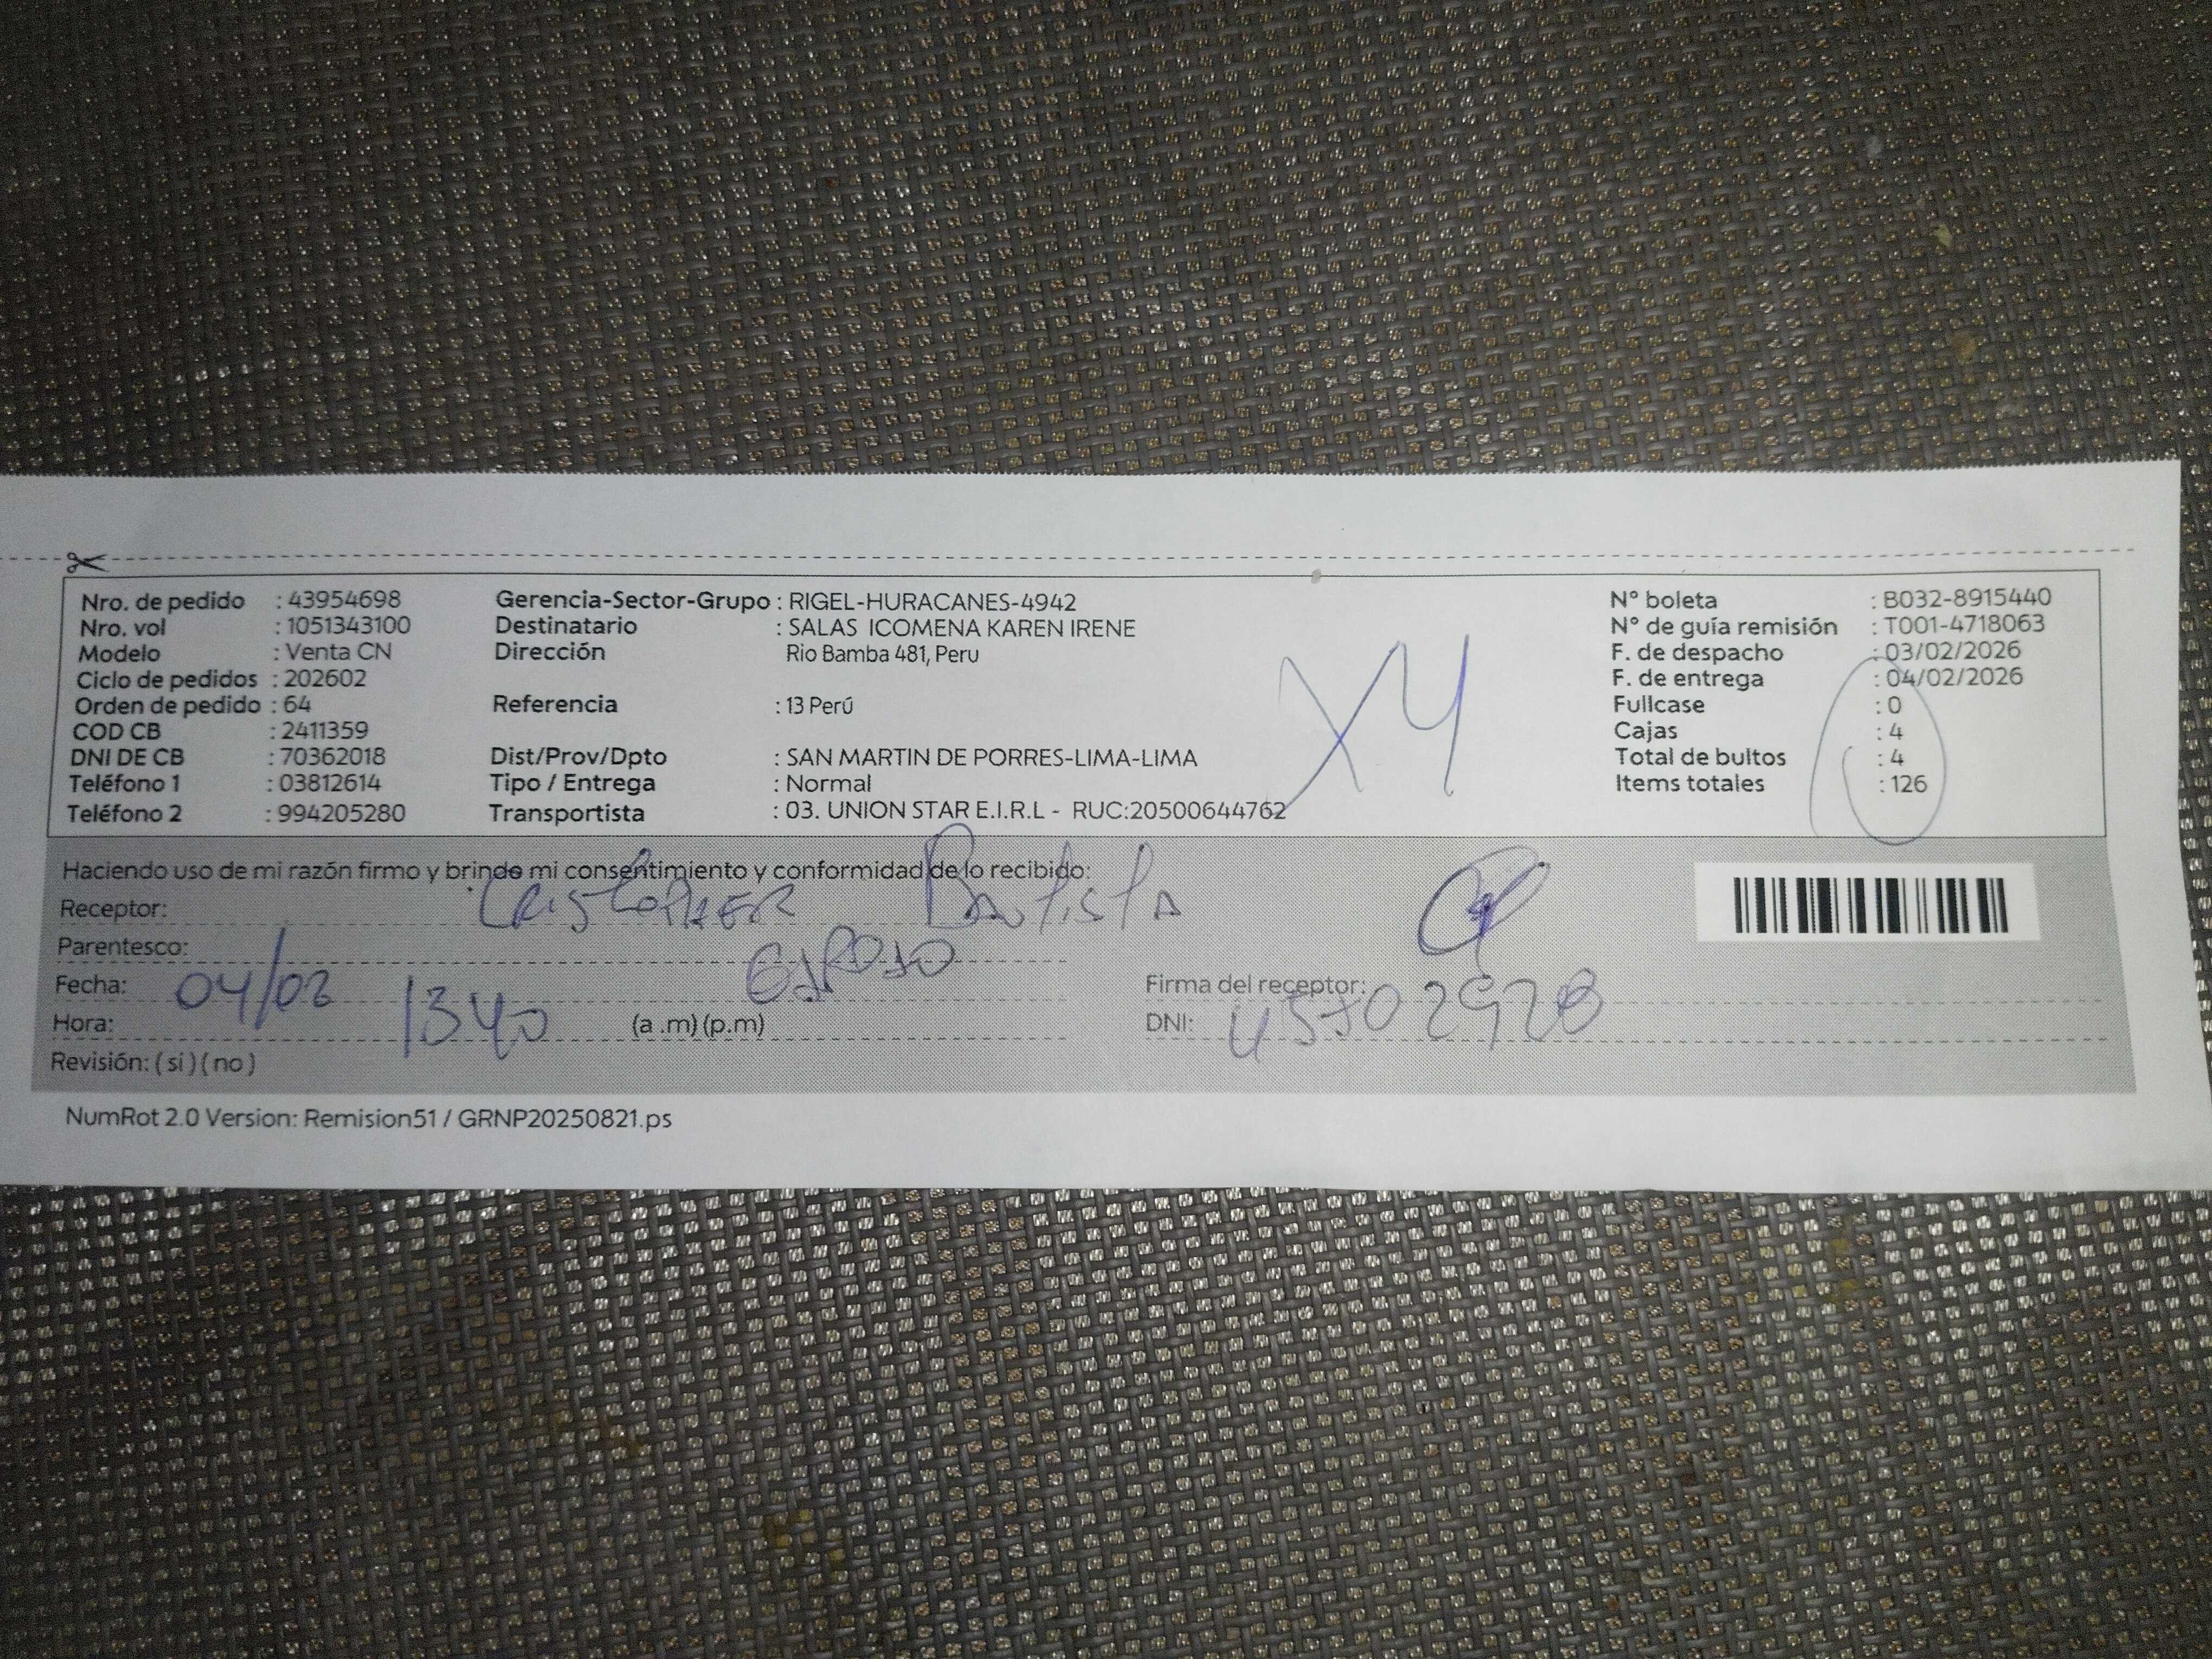 Nro. de pedido : 43954698
Nro. vol : 1051343100
Modelo : Venta CN
Ciclo de pedidos : 202602
Orden de pedido : 64
COD CB : 2411359
DNI DE CB : 70362018
Teléfono 1 : 03812614
Teléfono 2 : 994205280
Gerencia-Sector-Grupo : RIGEL-HURACANES-4942
Destinatario : SALAS ICOMENA KAREN IRENE
Dirección Rio Bamba 481, Peru
Referencia : 13 Perú
Dist/Prov/Dpto : SAN MARTIN DE PORRES-LIMA-LIMA
Tipo / Entrega : Normal
Transportista : 03. UNION STAR E.I.R.L - RUC:20500644762
X4
N° boleta : B032-8915440
N° de guía remisión : T001-4718063
F. de despacho : 03/02/2026
F. de entrega : 04/02/2026
Fullcase : 0
Cajas : 4
Total de bultos : 4
Items totales : 126
Haciendo uso de mi razón firmo y brindo mi consentimiento y conformidad de lo recibido:
Receptor: Bautista
Parentesco: Esposo
Fecha: 04/02
Hora: 1340 (a .m) (p.m)
Revisión: ( si ) ( no )
Firma del receptor:
DNI:
NumRot 2.0 Version: Remision51 / GRNP20250821.ps